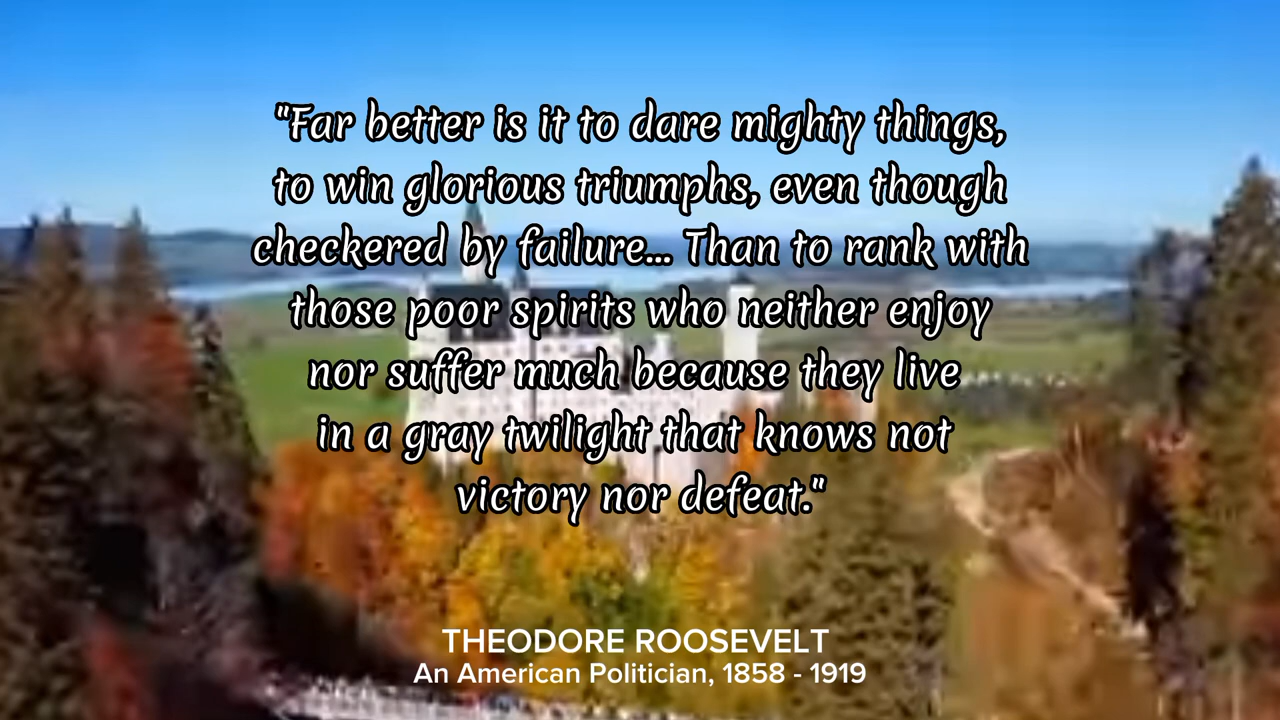 "Far better is it to dare mighty things,
to win glorious triumphs, even though
checkered by failure... Than to rank with
those poor spirits who neither enjoy
nor suffer much because they live
in a gray twilight that knows not
victory nor defeat."
THEODORE ROOSEVELT
An American Politician, 1858 - 1919